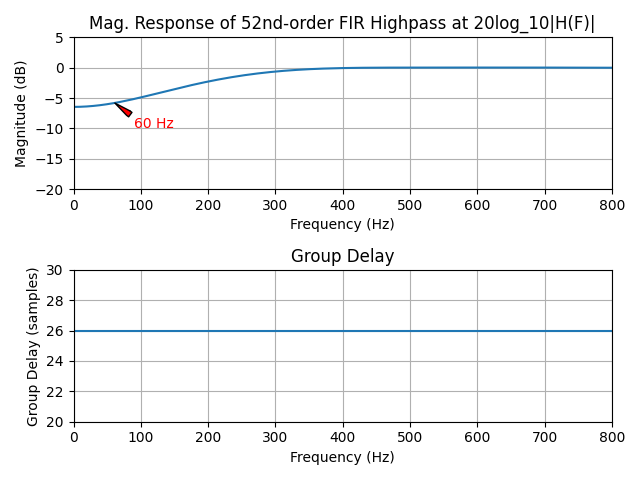 Mag. Response of 52nd-order FIR Highpass at 20log_10|H(F)|
5
0
−5
−10
−15
−20
Magnitude (dB)
60 Hz
0 100 200 300 400 500 600 700 800
Frequency (Hz)
Group Delay
30
28
26
24
22
20
Group Delay (samples)
0 100 200 300 400 500 600 700 800
Frequency (Hz)